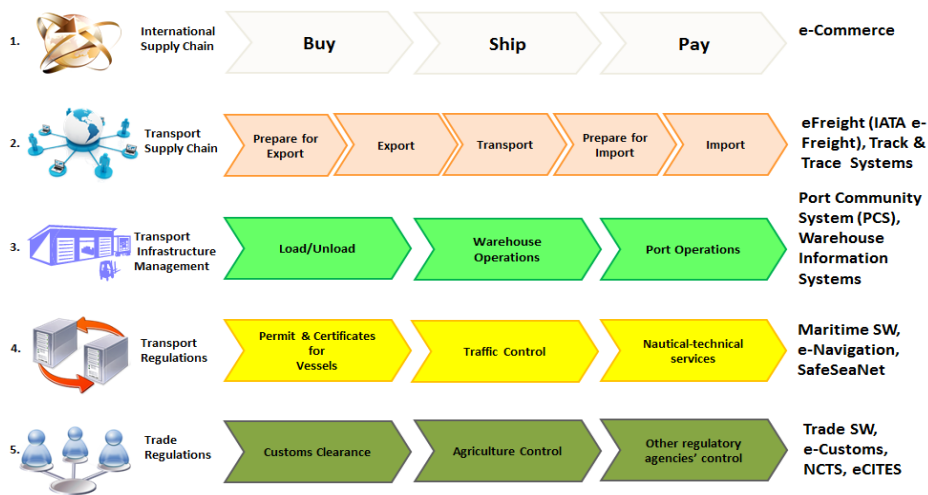 1.
International
Supply Chain
Buy
Ship
Pay
e-Commerce
2.
Transport
Supply Chain
Prepare for
Export
Export
Transport
Prepare for
Import
Import
eFreight (IATA e-
Freight), Track &
Trace Systems
3.
Transport
Infrastructure
Management
Load/Unload
Warehouse
Operations
Port Operations
Port Community
System (PCS),
Warehouse
Information
Systems
4.
Transport
Regulations
Permit & Certificates
for
Vessels
Traffic Control
Nautical-technical
services
Maritime SW,
e-Navigation,
SafeSeaNet
5.
Trade
Regulations
Customs Clearance
Agriculture Control
Other regulatory
agencies' control
Trade SW,
e-Customs,
NCTS, eCITES